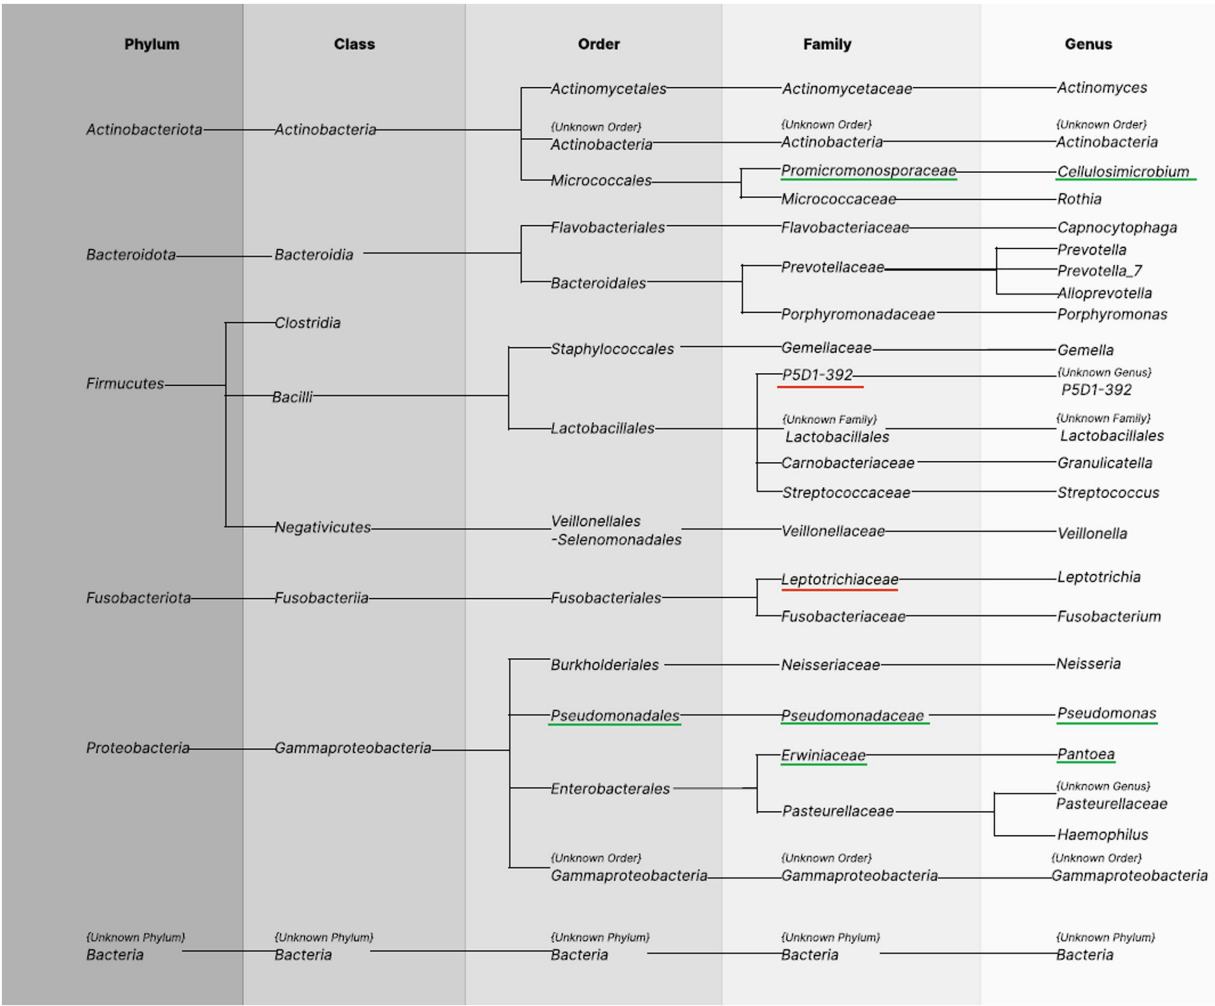 Phylum Class Order Family Genus
Actinomycetales Actinomycetaceae Actinomyces
{Unknown Order} {Unknown Order} {Unknown Order}
Actinobacteriota Actinobacteria Actinobacteria Actinobacteria Actinobacteria
Promicromonosporaceae Cellulosimicrobium
Micrococcales
Micrococcaceae Rothia
Flavobacteriales Flavobacteriaceae Capnocytophaga
Prevotella
Bacteroidota Bacteroidia
Prevotellaceae Prevotella_7
Bacteroidales
Alloprevotella
Porphyromonadaceae Porphyromonas
Clostridia
Staphylococcales Gemellaceae Gemella
P5D1-392 {Unknown Genus}
Firmucutes P5D1-392
Bacilli
{Unknown Family} {Unknown Family}
Lactobacillales Lactobacillales Lactobacillales
Carnobacteriaceae Granulicatella
Streptococcaceae Streptococcus
Veillonellales
Negativicutes Veillonellaceae Veillonella
-Selenomonadales
Leptotrichiaceae Leptotrichia
Fusobacteriota Fusobacteriia Fusobacteriales
Fusobacteriaceae Fusobacterium
Burkholderiales Neisseriaceae Neisseria
Pseudomonadales Pseudomonadaceae Pseudomonas
Proteobacteria Gammaproteobacteria
Erwiniaceae Pantoea
Enterobacterales {Unknown Genus}
Pasteurellaceae Pasteurellaceae
Haemophilus
{Unknown Order} {Unknown Order} {Unknown Order}
Gammaproteobacteria Gammaproteobacteria Gammaproteobacteria
{Unknown Phylum} {Unknown Phylum} {Unknown Phylum} {Unknown Phylum} {Unknown Phylum}
Bacteria Bacteria Bacteria Bacteria Bacteria